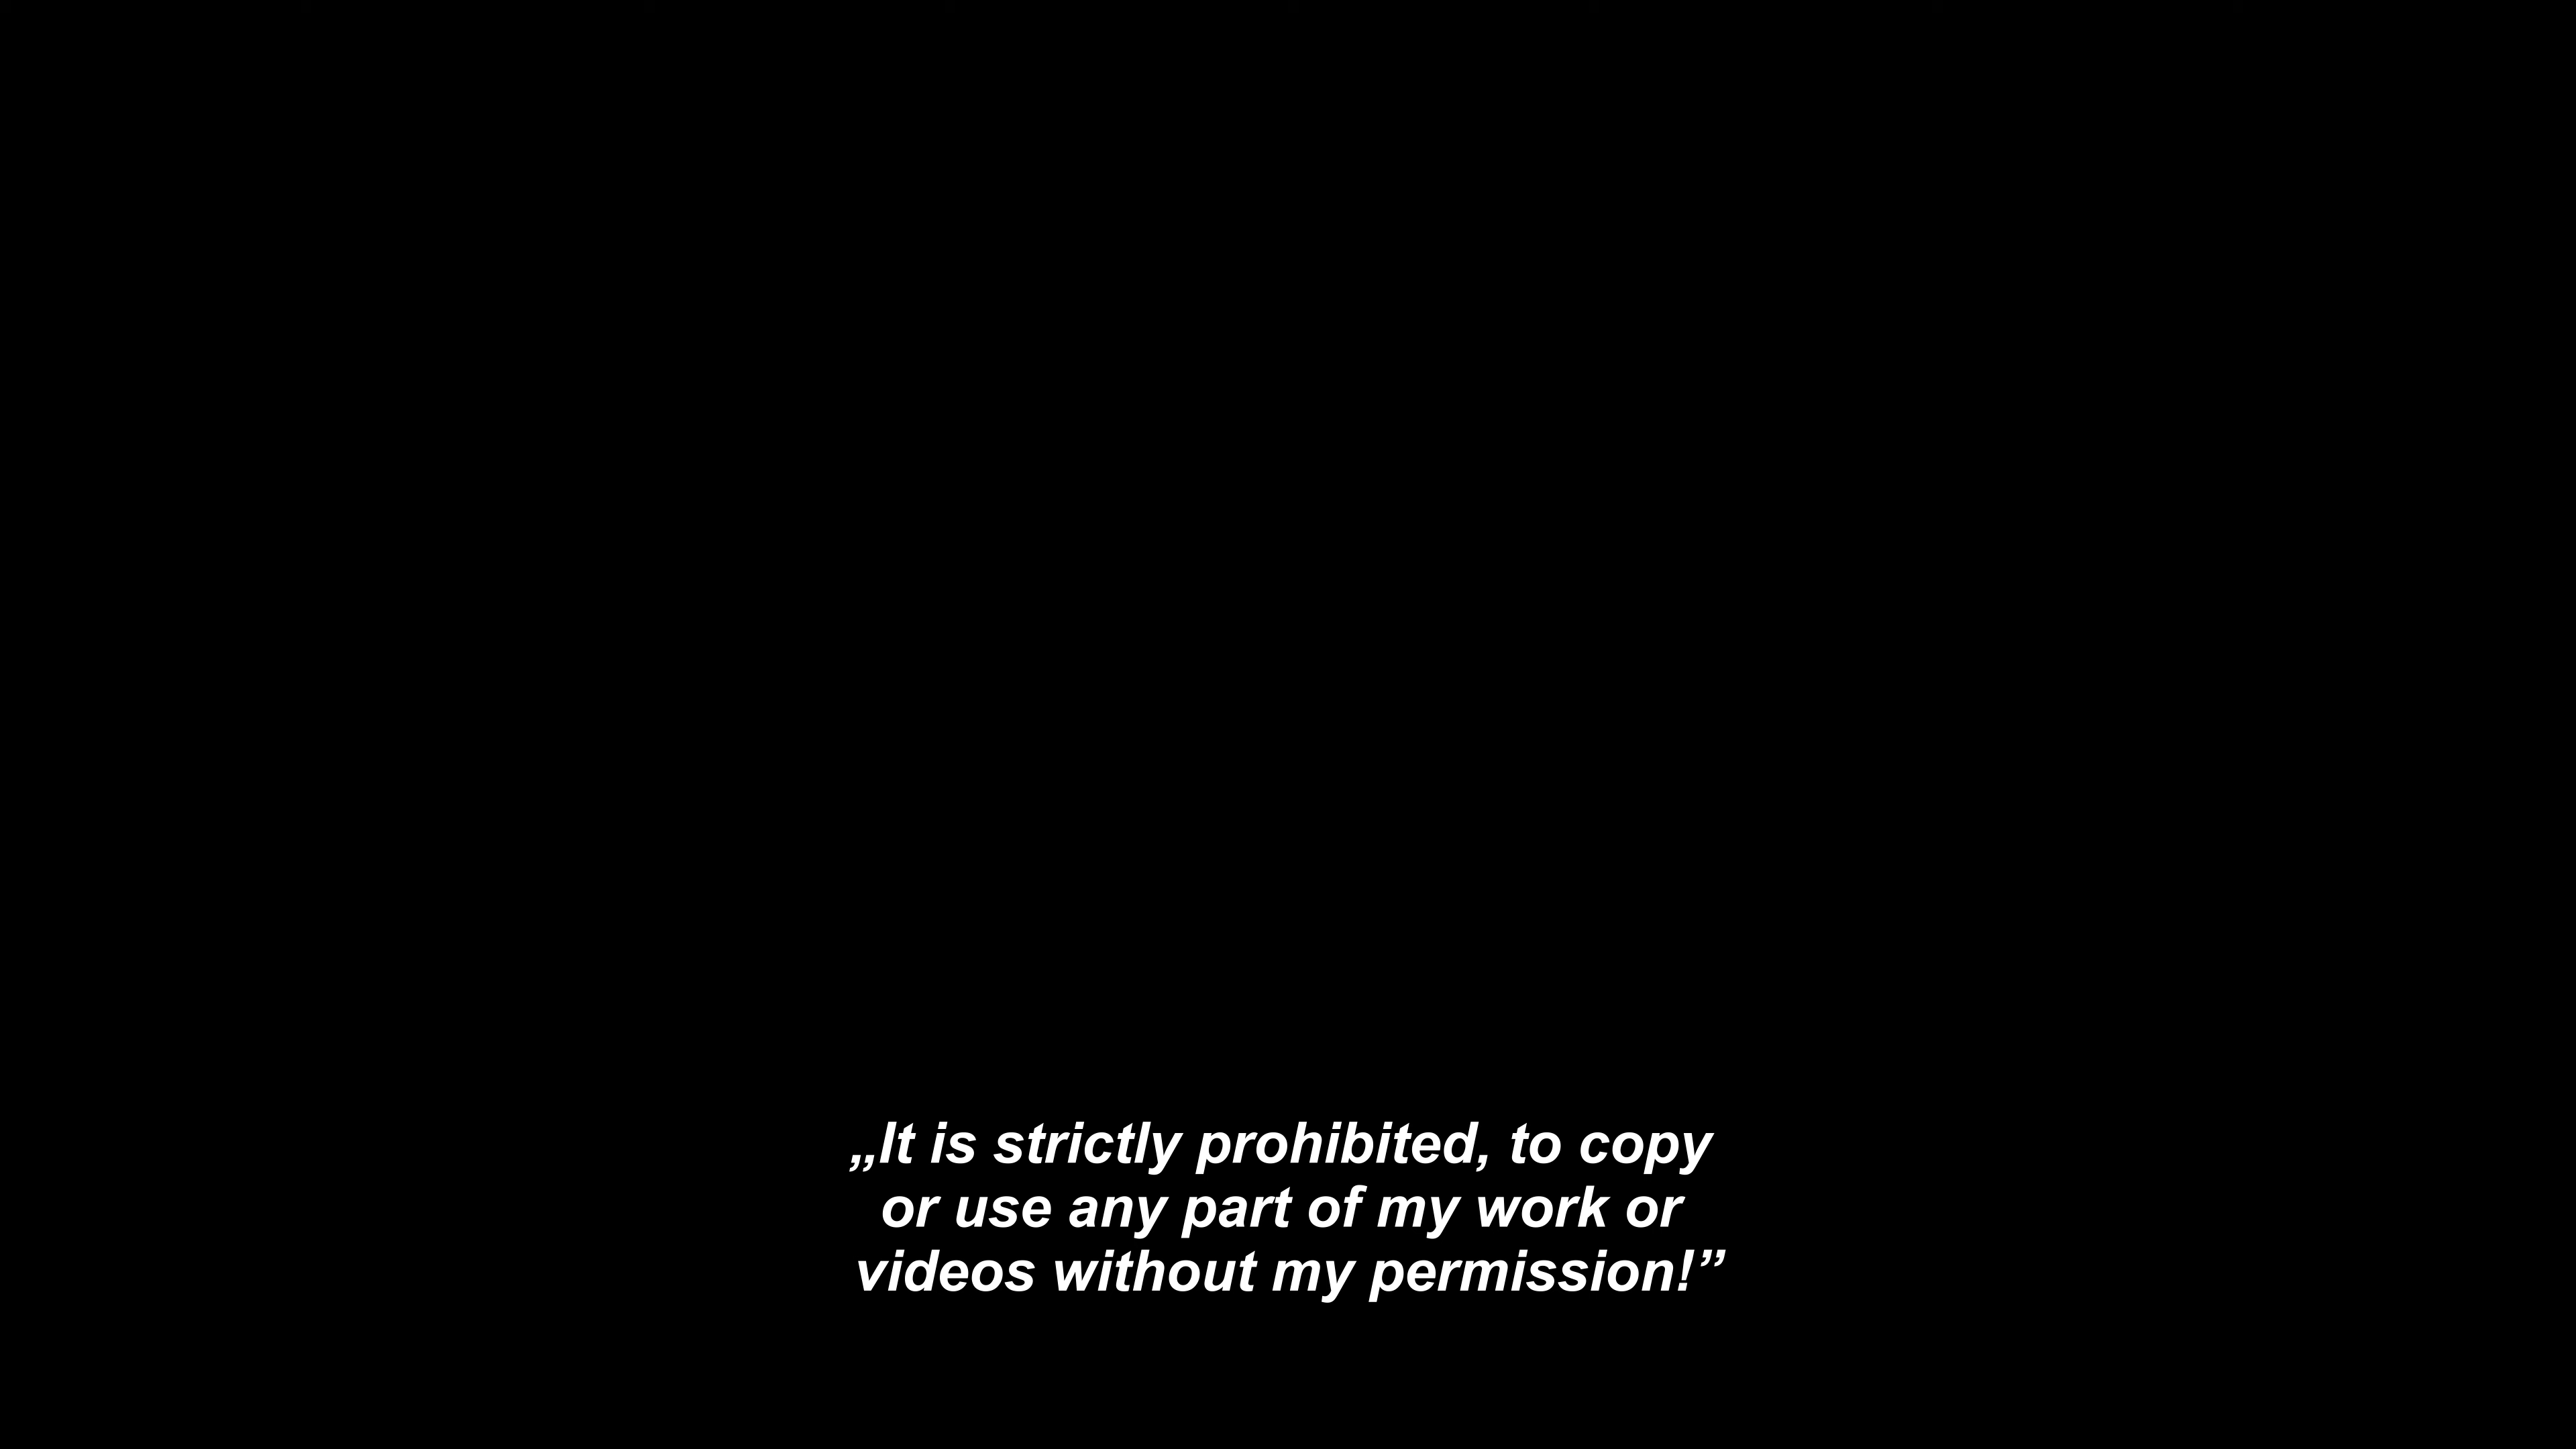 „It is strictly prohibited, to copy
or use any part of my work or
videos without my permission!”